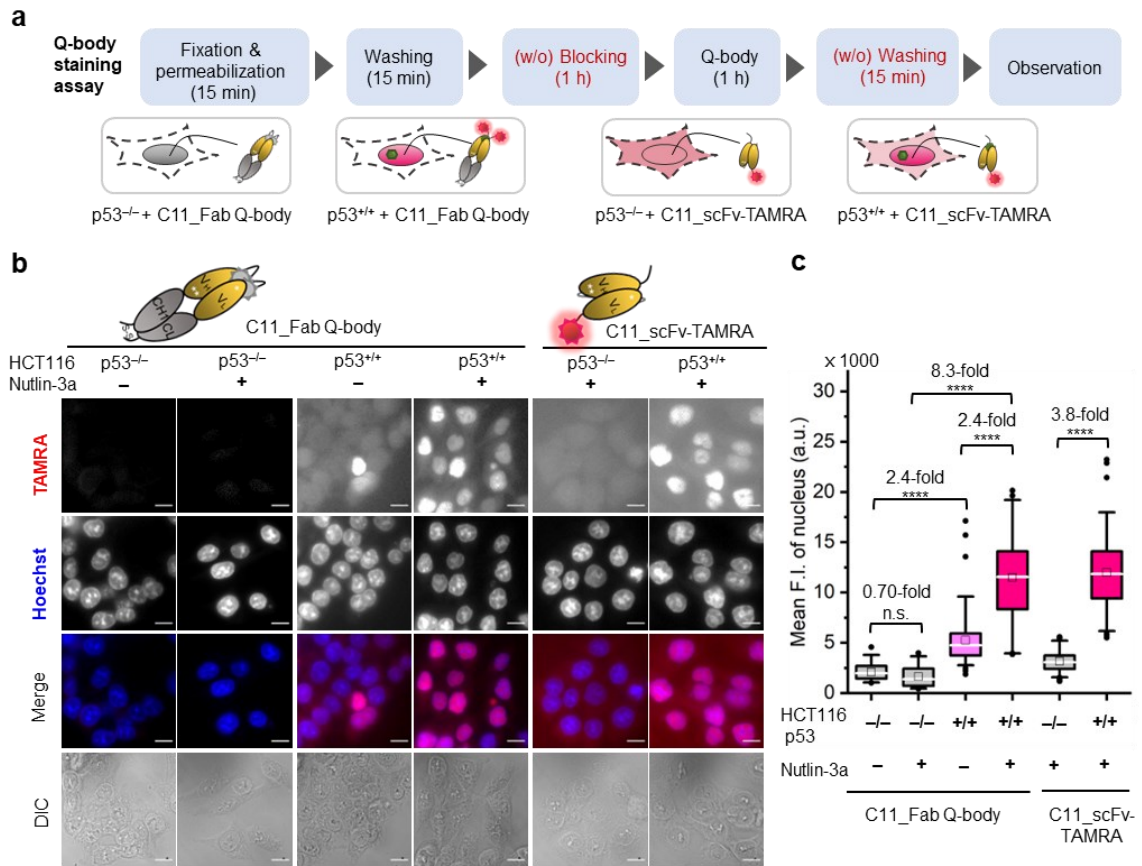 a
Q-body
staining
assay
Fixation &
permeabilization
(15 min)
Washing
(15 min)
(w/o) Blocking
(1 h)
Q-body
(1 h)
(w/o) Washing
(15 min)
Observation
p53–/– + C11_Fab Q-body
p53+/+ + C11_Fab Q-body
p53–/– + C11_scFv-TAMRA
p53+/+ + C11_scFv-TAMRA
b
VH
VL
CH1
CL
S
S
C11_Fab Q-body
C11_scFv-TAMRA
HCT116 p53–/– p53–/– p53+/+ p53+/+ p53–/– p53+/+
Nutlin-3a – + – + + +
TAMRA
Hoechst
Merge
DIC
c
×1000
Mean F.I. of nucleus (a.u.)
30
25
20
15
10
5
0
8.3-fold
****
2.4-fold
****
3.8-fold
****
2.4-fold
****
0.70-fold
n.s.
HCT116 –/– –/– +/+ +/+ –/– +/+
p53
Nutlin-3a – + – + + +
C11_Fab Q-body
C11_scFv-
TAMRA